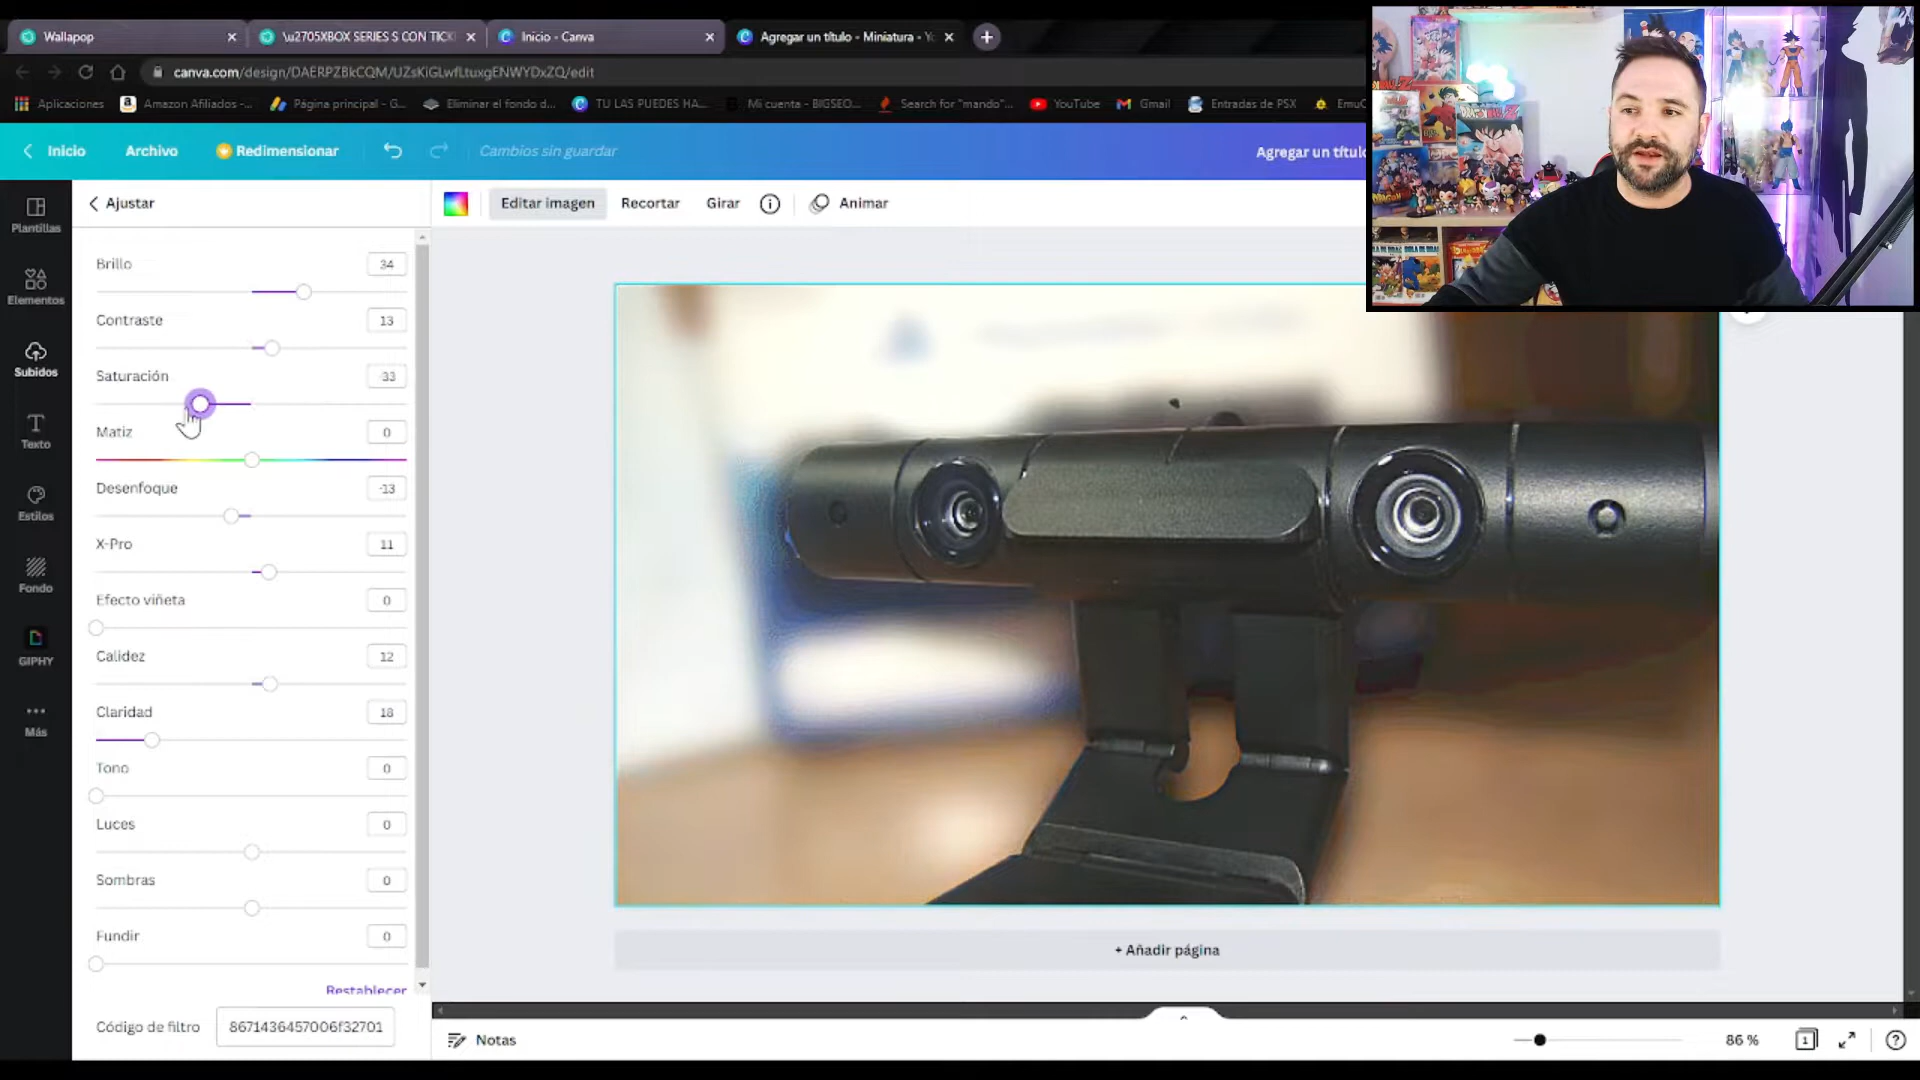 Wallapop
\u2705XBOX SERIES S CON TICK
Inicio - Canva
Agregar un título - Miniatura - Yo
canva.com/design/DAERPZBkCQM/UZsKiGLwfLtuxgENWYDxZQ/edit
Aplicaciones
Amazon Afiliados -...
Página principal - G...
Eliminar el fondo d...
TU LAS PUEDES HA...
Mi cuenta - BIGSEO...
Search for "mando"...
YouTube
Gmail
Entradas de PSX
EmuC
Inicio
Archivo
Redimensionar
Cambios sin guardar
Agregar un título
Plantillas
Elementos
Subidos
Texto
Estilos
Fondo
GIPHY
Más
Ajustar
Editar imagen
Recortar
Girar
Animar
Brillo 34
Contraste 13
Saturación -33
Matiz 0
Desenfoque -13
X-Pro 11
Efecto viñeta 0
Calidez 12
Claridad 18
Tono 0
Luces 0
Sombras 0
Fundir 0
Restablecer
Código de filtro 8671436457006f32701
+ Añadir página
Notas
86 %
1
?